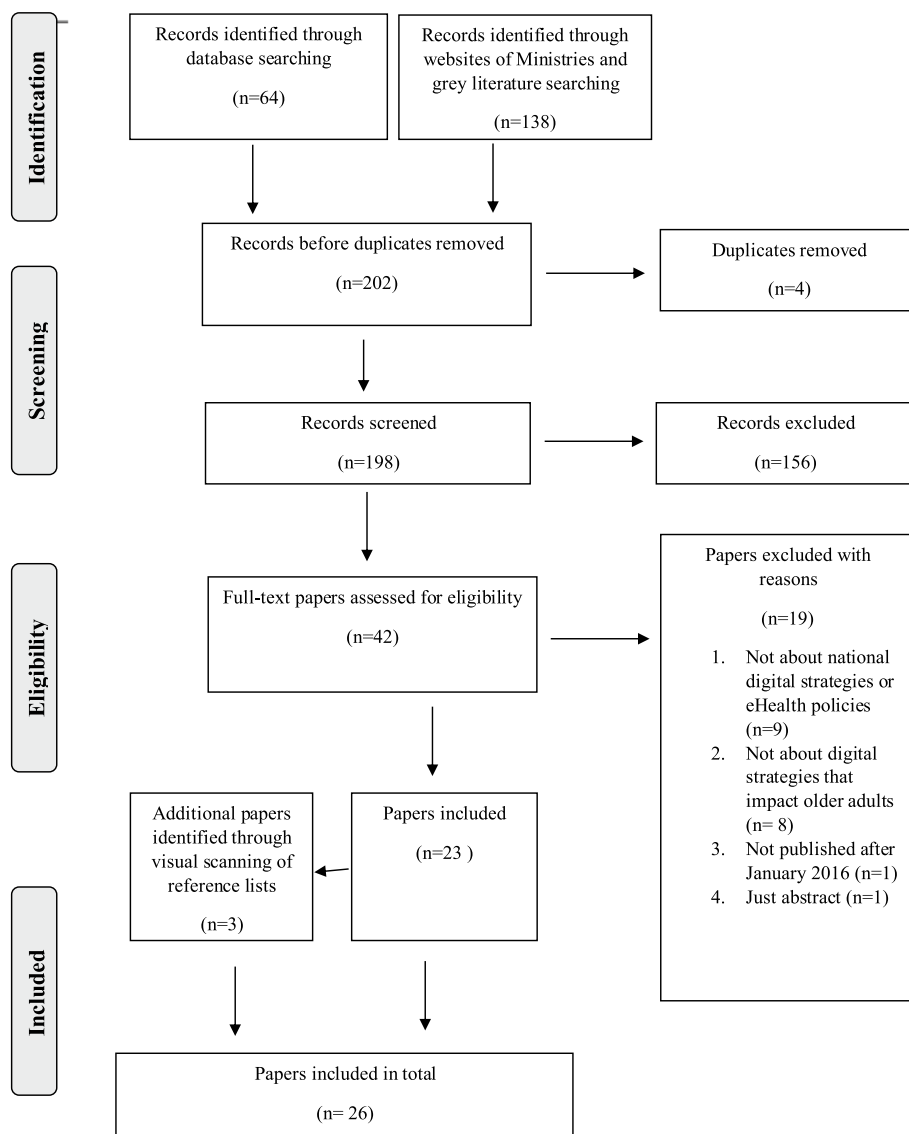 Identification
Records identified through
database searching
(n=64)
Records identified through
websites of Ministries and
grey literature searching
(n=138)
Records before duplicates removed
(n=202)
Duplicates removed
(n=4)
Screening
Records screened
(n=198)
Records excluded
(n=156)
Eligibility
Full-text papers assessed for eligibility
(n=42)
Papers excluded with
reasons
(n=19)
1. Not about national
digital strategies or
eHealth policies
(n=9)
2. Not about digital
strategies that
impact older adults
(n= 8)
3. Not published after
January 2016 (n=1)
4. Just abstract (n=1)
Additional papers
identified through
visual scanning of
reference lists
(n=3)
Papers included
(n=23 )
Included
Papers included in total
(n= 26)